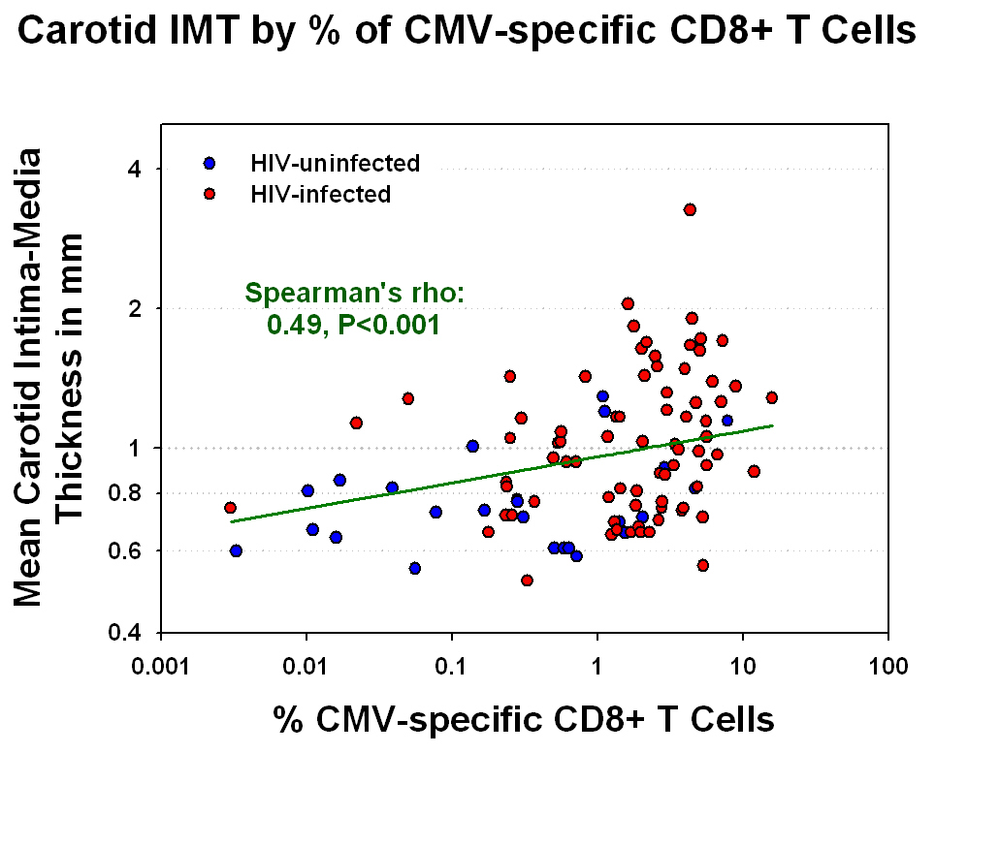 Carotid IMT by % of CMV-specific CD8+ T Cells
HIV-uninfected
HIV-infected
Spearman's rho:
0.49, P<0.001
Mean Carotid Intima-Media
Thickness in mm
4
2
1
0.8
0.6
0.4
0.001 0.01 0.1 1 10 100
% CMV-specific CD8+ T Cells